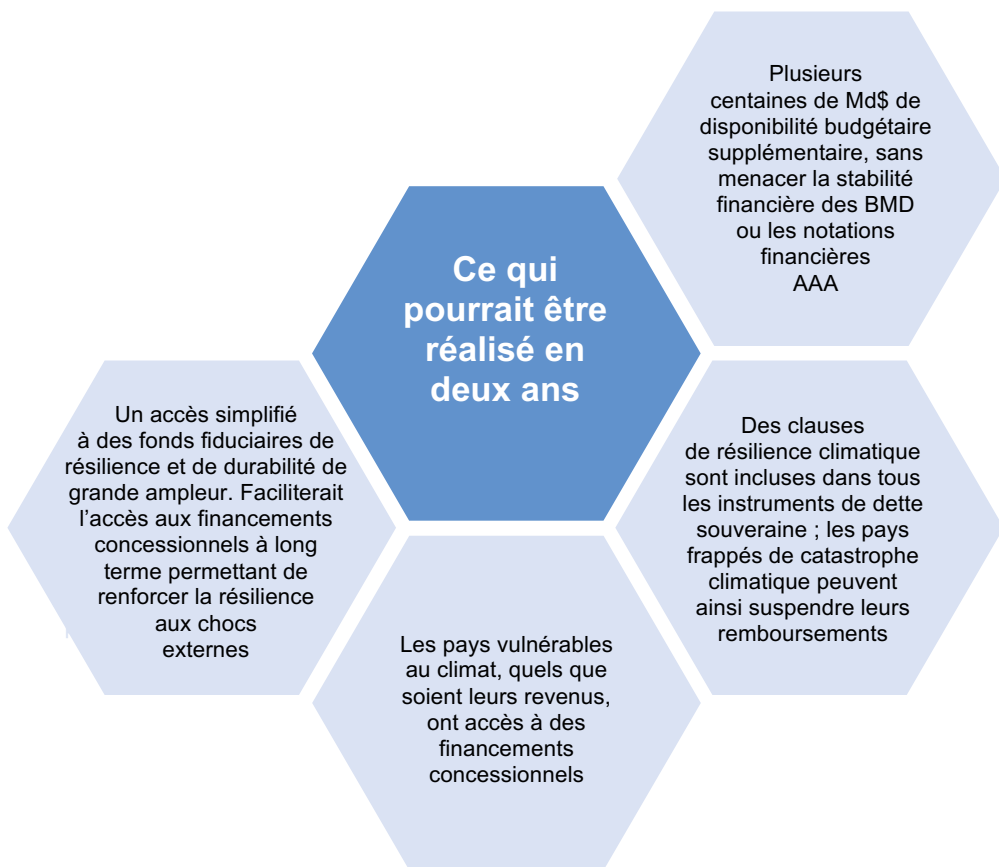 Ce qui
pourrait être
réalisé en
deux ans
Plusieurs
centaines de Md$ de
disponibilité budgétaire
supplémentaire, sans
menacer la stabilité
financière des BMD
ou les notations
financières
AAA
Des clauses
de résilience climatique
sont incluses dans tous
les instruments de dette
souveraine ; les pays
frappés de catastrophe
climatique peuvent
ainsi suspendre leurs
remboursements
Les pays vulnérables
au climat, quels que
soient leurs revenus,
ont accès à des
financements
concessionnels
Un accès simplifié
à des fonds fiduciaires de
résilience et de durabilité de
grande ampleur. Faciliterait
l’accès aux financements
concessionnels à long
terme permettant de
renforcer la résilience
aux chocs
externes